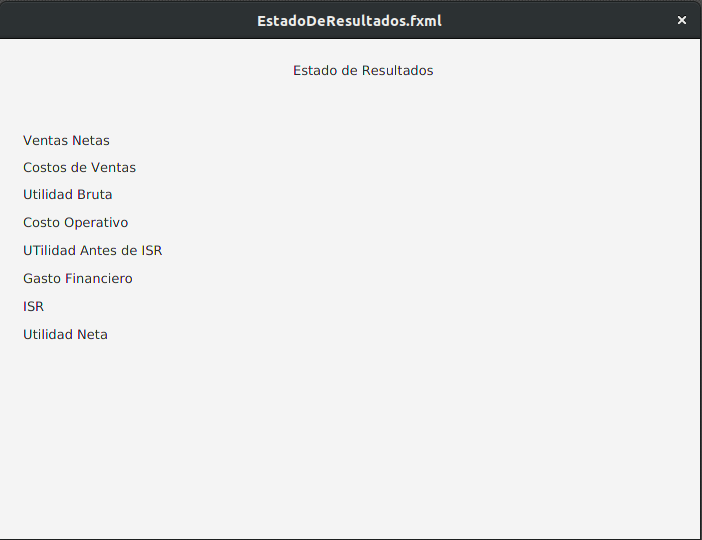 EstadoDeResultados.fxml
Estado de Resultados
Ventas Netas
Costos de Ventas
Utilidad Bruta
Costo Operativo
UTilidad Antes de ISR
Gasto Financiero
ISR
Utilidad Neta